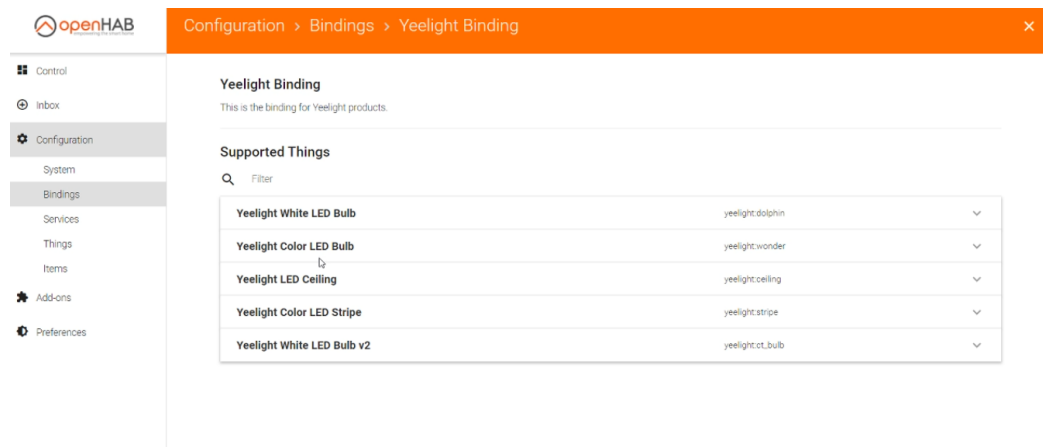 openHAB
empowering the smart home
Configuration › Bindings › Yeelight Binding ×
Control
Inbox
Configuration
System
Bindings
Services
Things
Items
Add-ons
Preferences
Yeelight Binding
This is the binding for Yeelight products.
Supported Things
Filter
Yeelight White LED Bulb yeelight:dolphin
Yeelight Color LED Bulb yeelight:wonder
Yeelight LED Ceiling yeelight:ceiling
Yeelight Color LED Stripe yeelight:stripe
Yeelight White LED Bulb v2 yeelight:ct_bulb